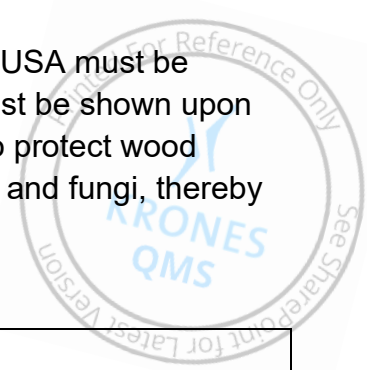 USA must be
st be shown upon
o protect wood
and fungi, thereby
Printed For Reference Only
KRONES
QMS
See SharePoint for Latest Version